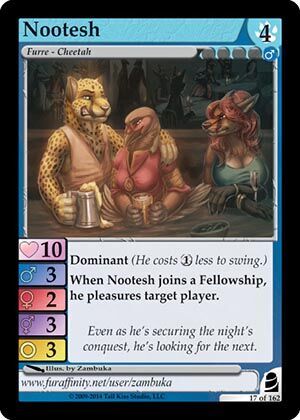 Nootesh
4
Furre - Cheetah
10
3
2
3
3
Dominant (He costs 1 less to swing.)
When Nootesh joins a Fellowship,
he pleasures target player.
Even as he's securing the night's
conquest, he's looking for the next.
Illus. by Zambuka
www.furaffinity.net/user/zambuka
17 of 162
© 2009-2014 Tall Kiss Studio, LLC